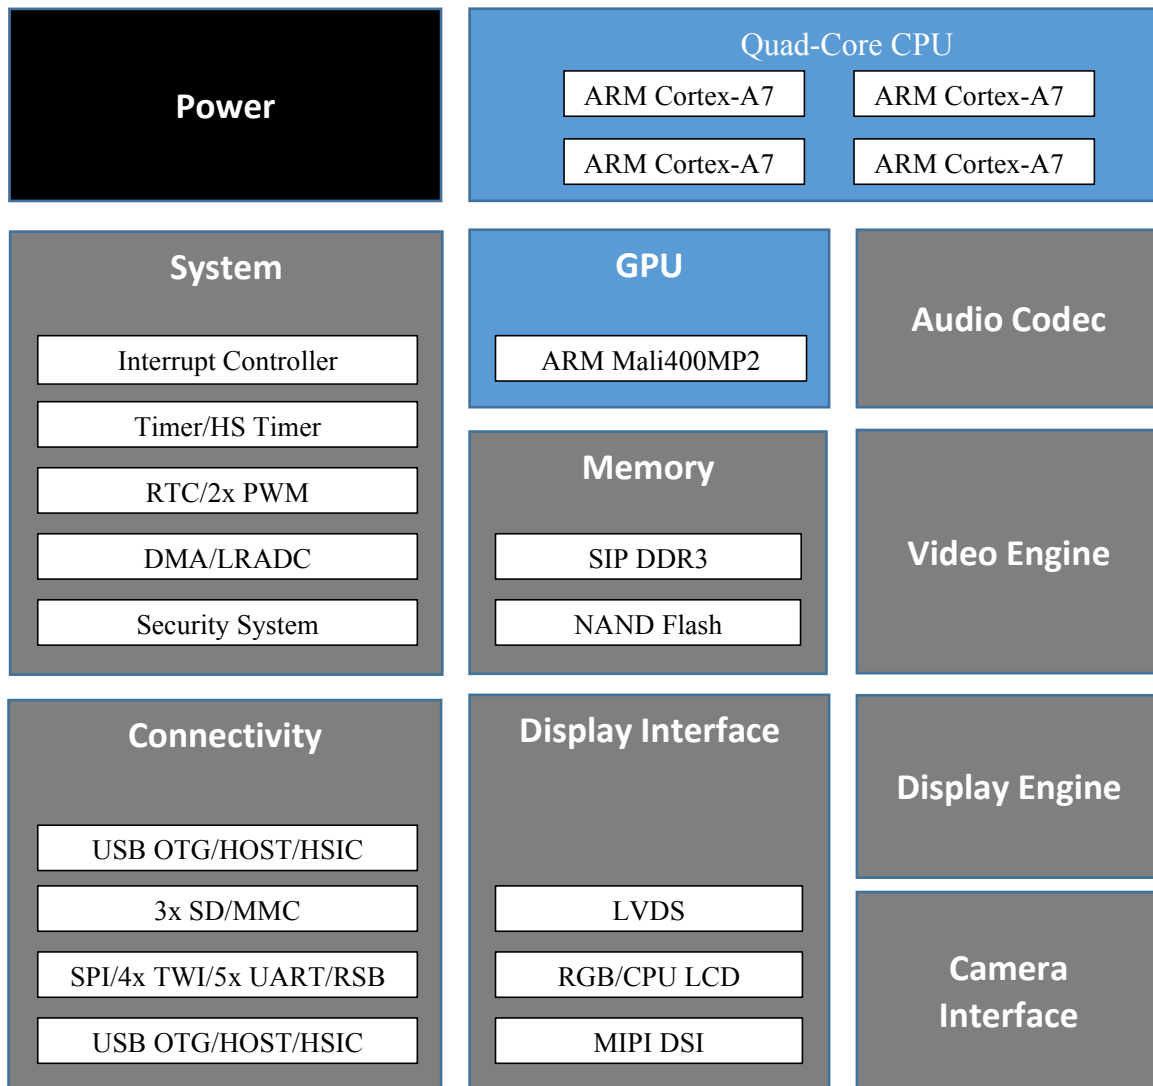 Power
Quad-Core CPU
ARM Cortex-A7
ARM Cortex-A7
ARM Cortex-A7
ARM Cortex-A7
System
Interrupt Controller
Timer/HS Timer
RTC/2x PWM
DMA/LRADC
Security System
GPU
ARM Mali400MP2
Audio Codec
Memory
SIP DDR3
NAND Flash
Video Engine
Connectivity
USB OTG/HOST/HSIC
3x SD/MMC
SPI/4x TWI/5x UART/RSB
USB OTG/HOST/HSIC
Display Interface
LVDS
RGB/CPU LCD
MIPI DSI
Display Engine
Camera
Interface